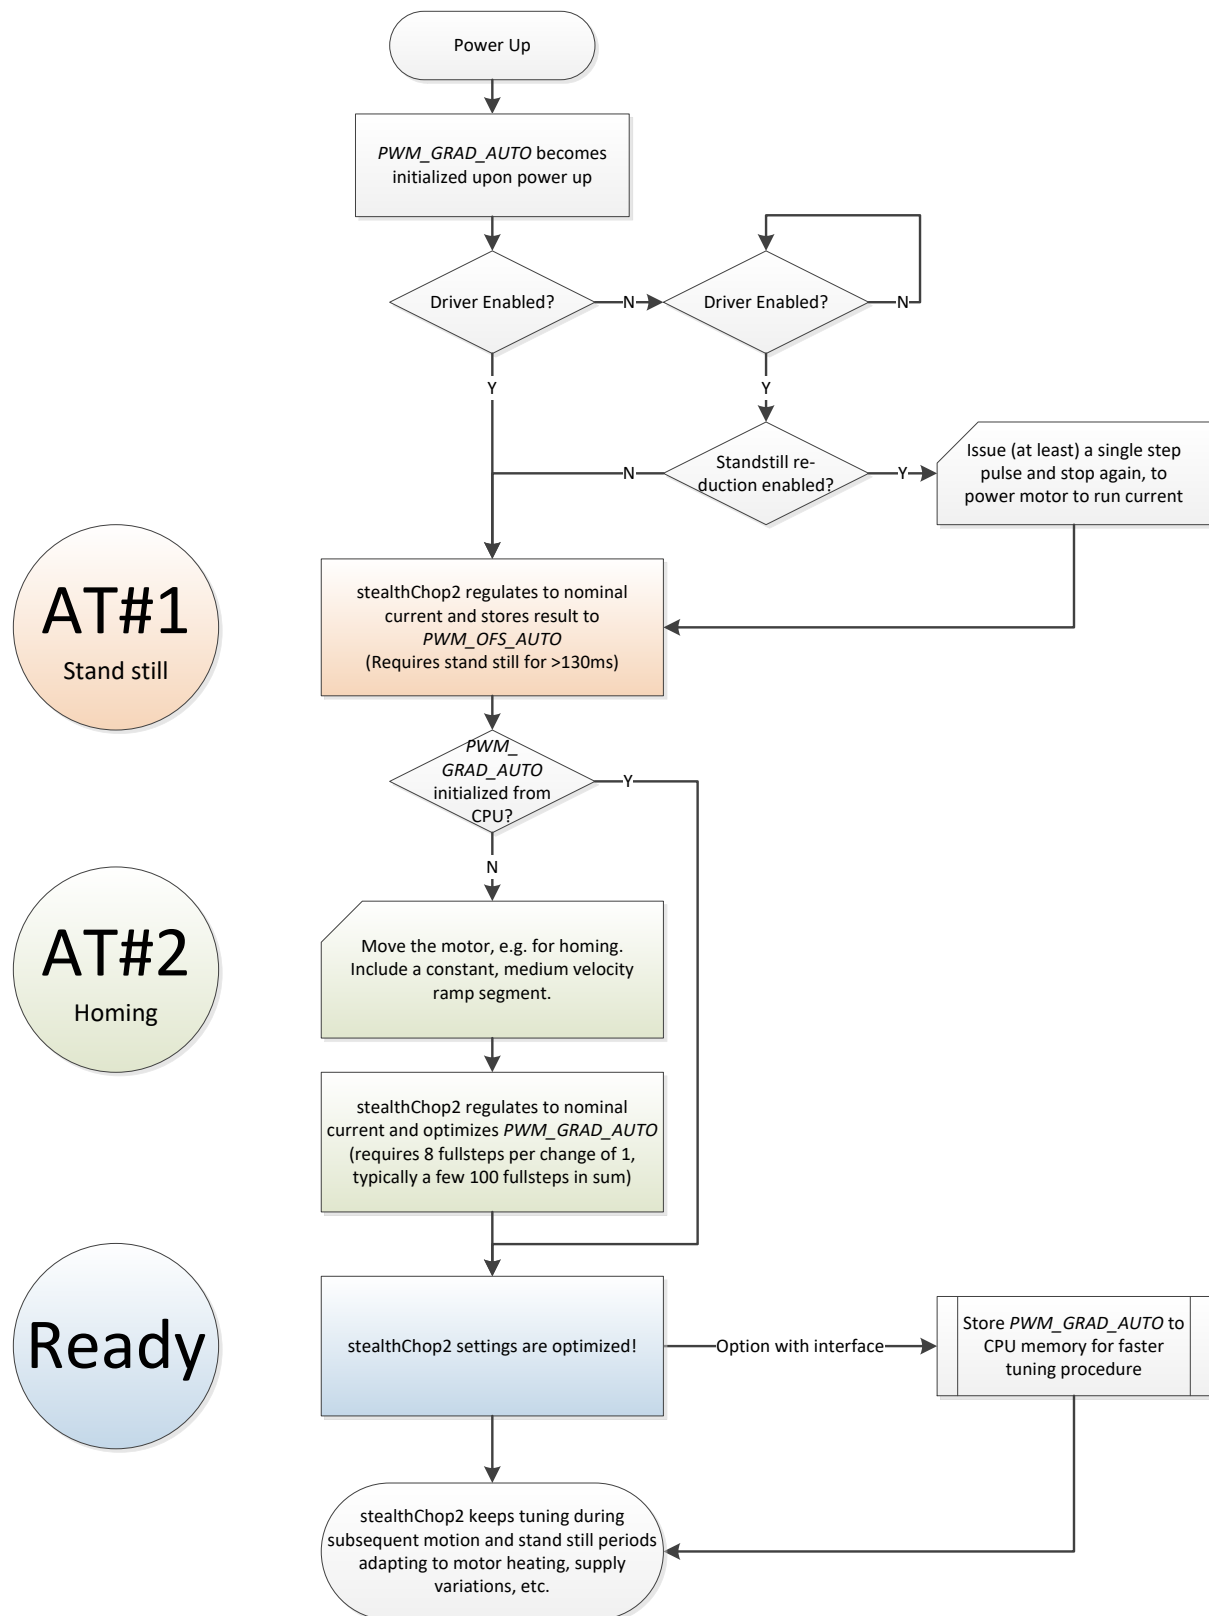 Power Up
PWM_GRAD_AUTO becomes
initialized upon power up
Driver Enabled?
N
Driver Enabled?
N
Y
Y
Standstill re-
duction enabled?
N
Y
Issue (at least) a single step
pulse and stop again, to
power motor to run current
AT#1
Stand still
stealthChop2 regulates to nominal
current and stores result to
PWM_OFS_AUTO
(Requires stand still for >130ms)
PWM_
GRAD_AUTO
initialized from
CPU?
Y
N
AT#2
Homing
Move the motor, e.g. for homing.
Include a constant, medium velocity
ramp segment.
stealthChop2 regulates to nominal
current and optimizes PWM_GRAD_AUTO
(requires 8 fullsteps per change of 1,
typically a few 100 fullsteps in sum)
Ready
stealthChop2 settings are optimized!
Option with interface
Store PWM_GRAD_AUTO to
CPU memory for faster
tuning procedure
stealthChop2 keeps tuning during
subsequent motion and stand still periods
adapting to motor heating, supply
variations, etc.